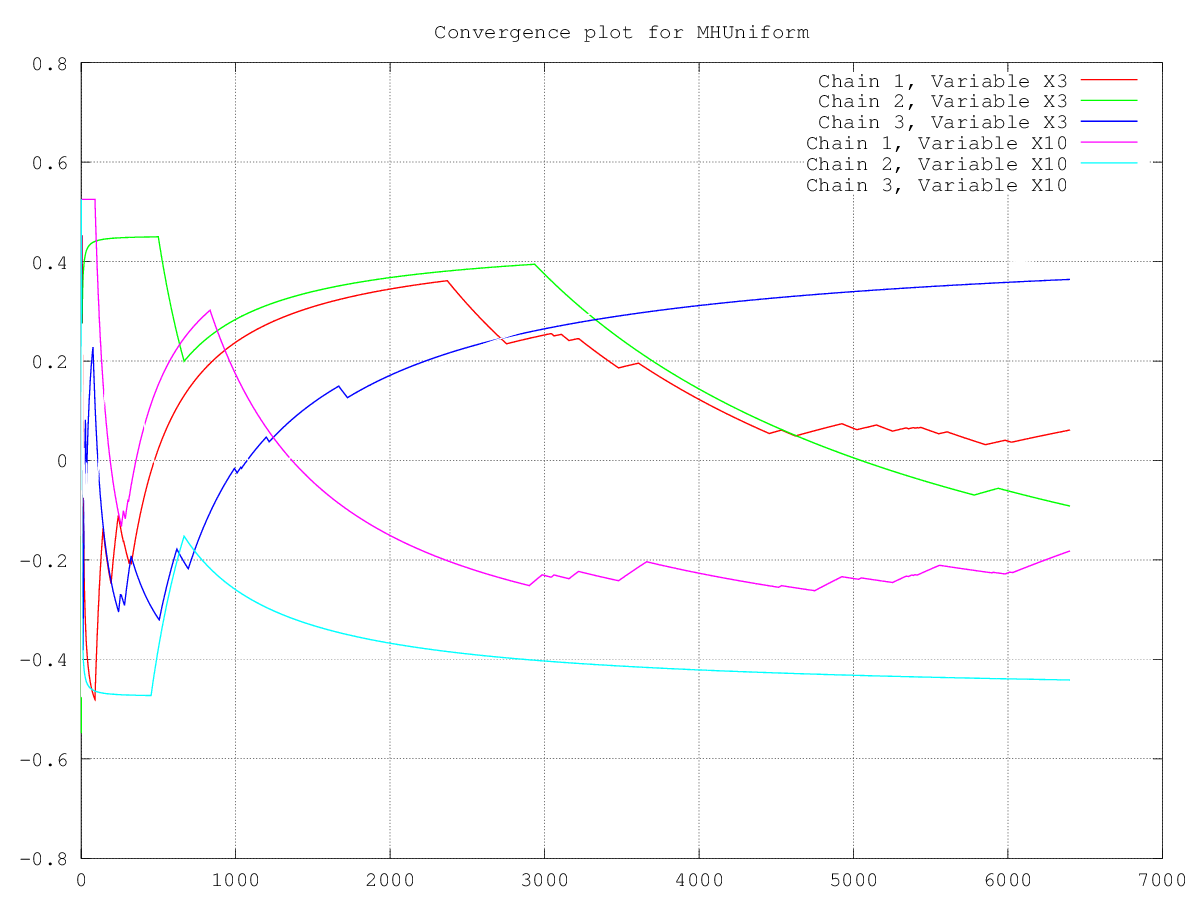 Convergence plot for MHUniform
0.8
Chain 1, Variable X3
Chain 2, Variable X3
Chain 3, Variable X3
Chain 1, Variable X10
Chain 2, Variable X10
Chain 3, Variable X10
0.6
0.4
0.2
0
-0.2
-0.4
-0.6
-0.8
0 1000 2000 3000 4000 5000 6000 7000